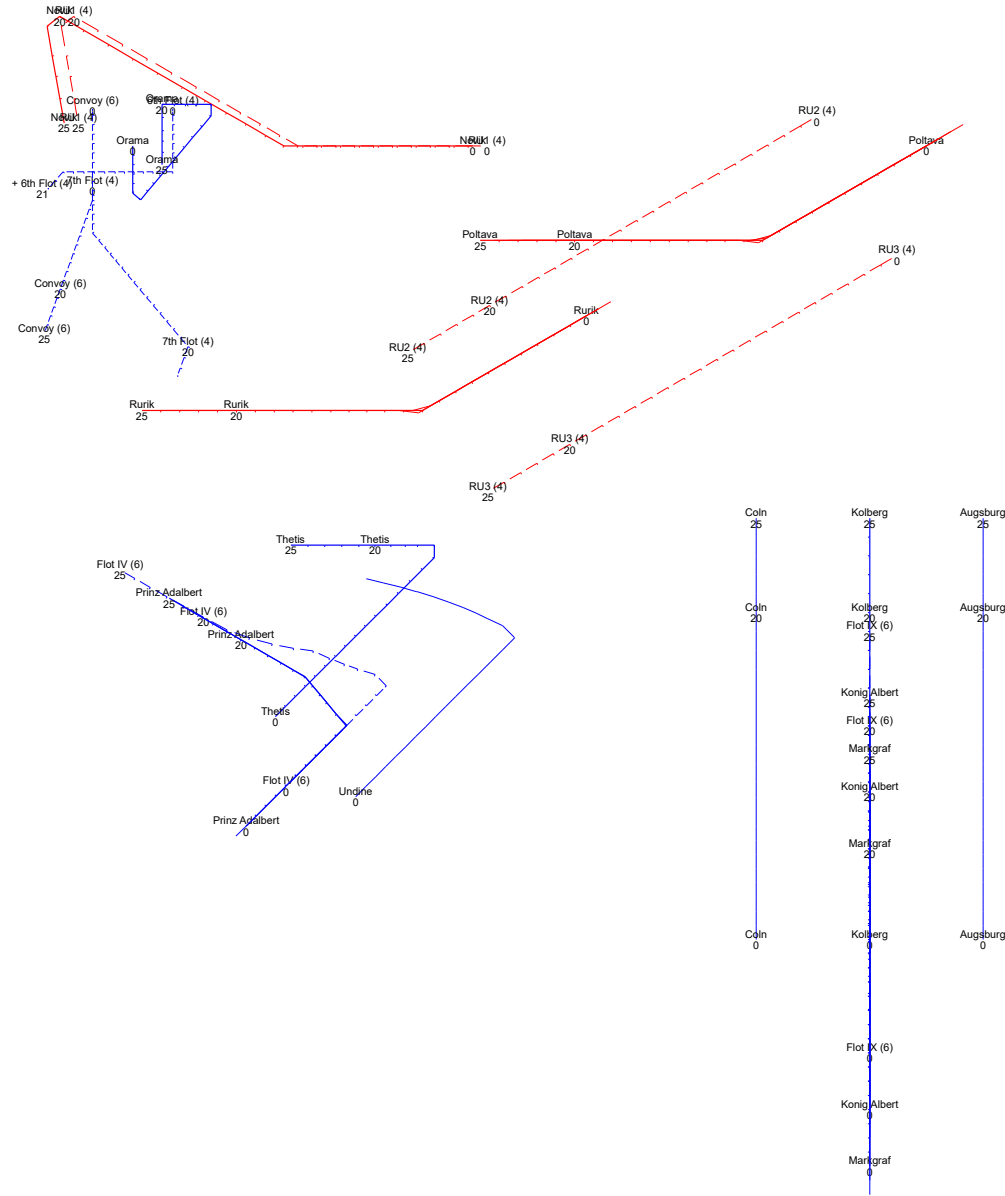 Novik
RU1 (4)
20
20
Convoy (6)
0
Orama
20
6th Flot (4)
0
Novik
RU1 (4)
25
25
Orama
0
Orama
25
Novik
RU1 (4)
0
0
RU2 (4)
0
Poltava
0
+ 6th Flot (4)
21
7th Flot (4)
0
Poltava
25
Poltava
20
RU3 (4)
0
Convoy (6)
20
RU2 (4)
20
Rurik
0
Convoy (6)
25
7th Flot (4)
20
RU2 (4)
25
Rurik
25
Rurik
20
RU3 (4)
20
RU3 (4)
25
Coln
25
Kolberg
25
Augsburg
25
Thetis
25
Thetis
20
Flot IV (6)
25
Prinz Adalbert
25
Flot IV (6)
20
Prinz Adalbert
20
Coln
20
Kolberg
20
Augsburg
20
Flot IX (6)
25
Konig Albert
25
Thetis
0
Flot IX (6)
20
Markgraf
25
Flot IV (6)
0
Undine
0
Konig Albert
20
Prinz Adalbert
0
Markgraf
20
Coln
0
Kolberg
0
Augsburg
0
Flot IX (6)
0
Konig Albert
0
Markgraf
0